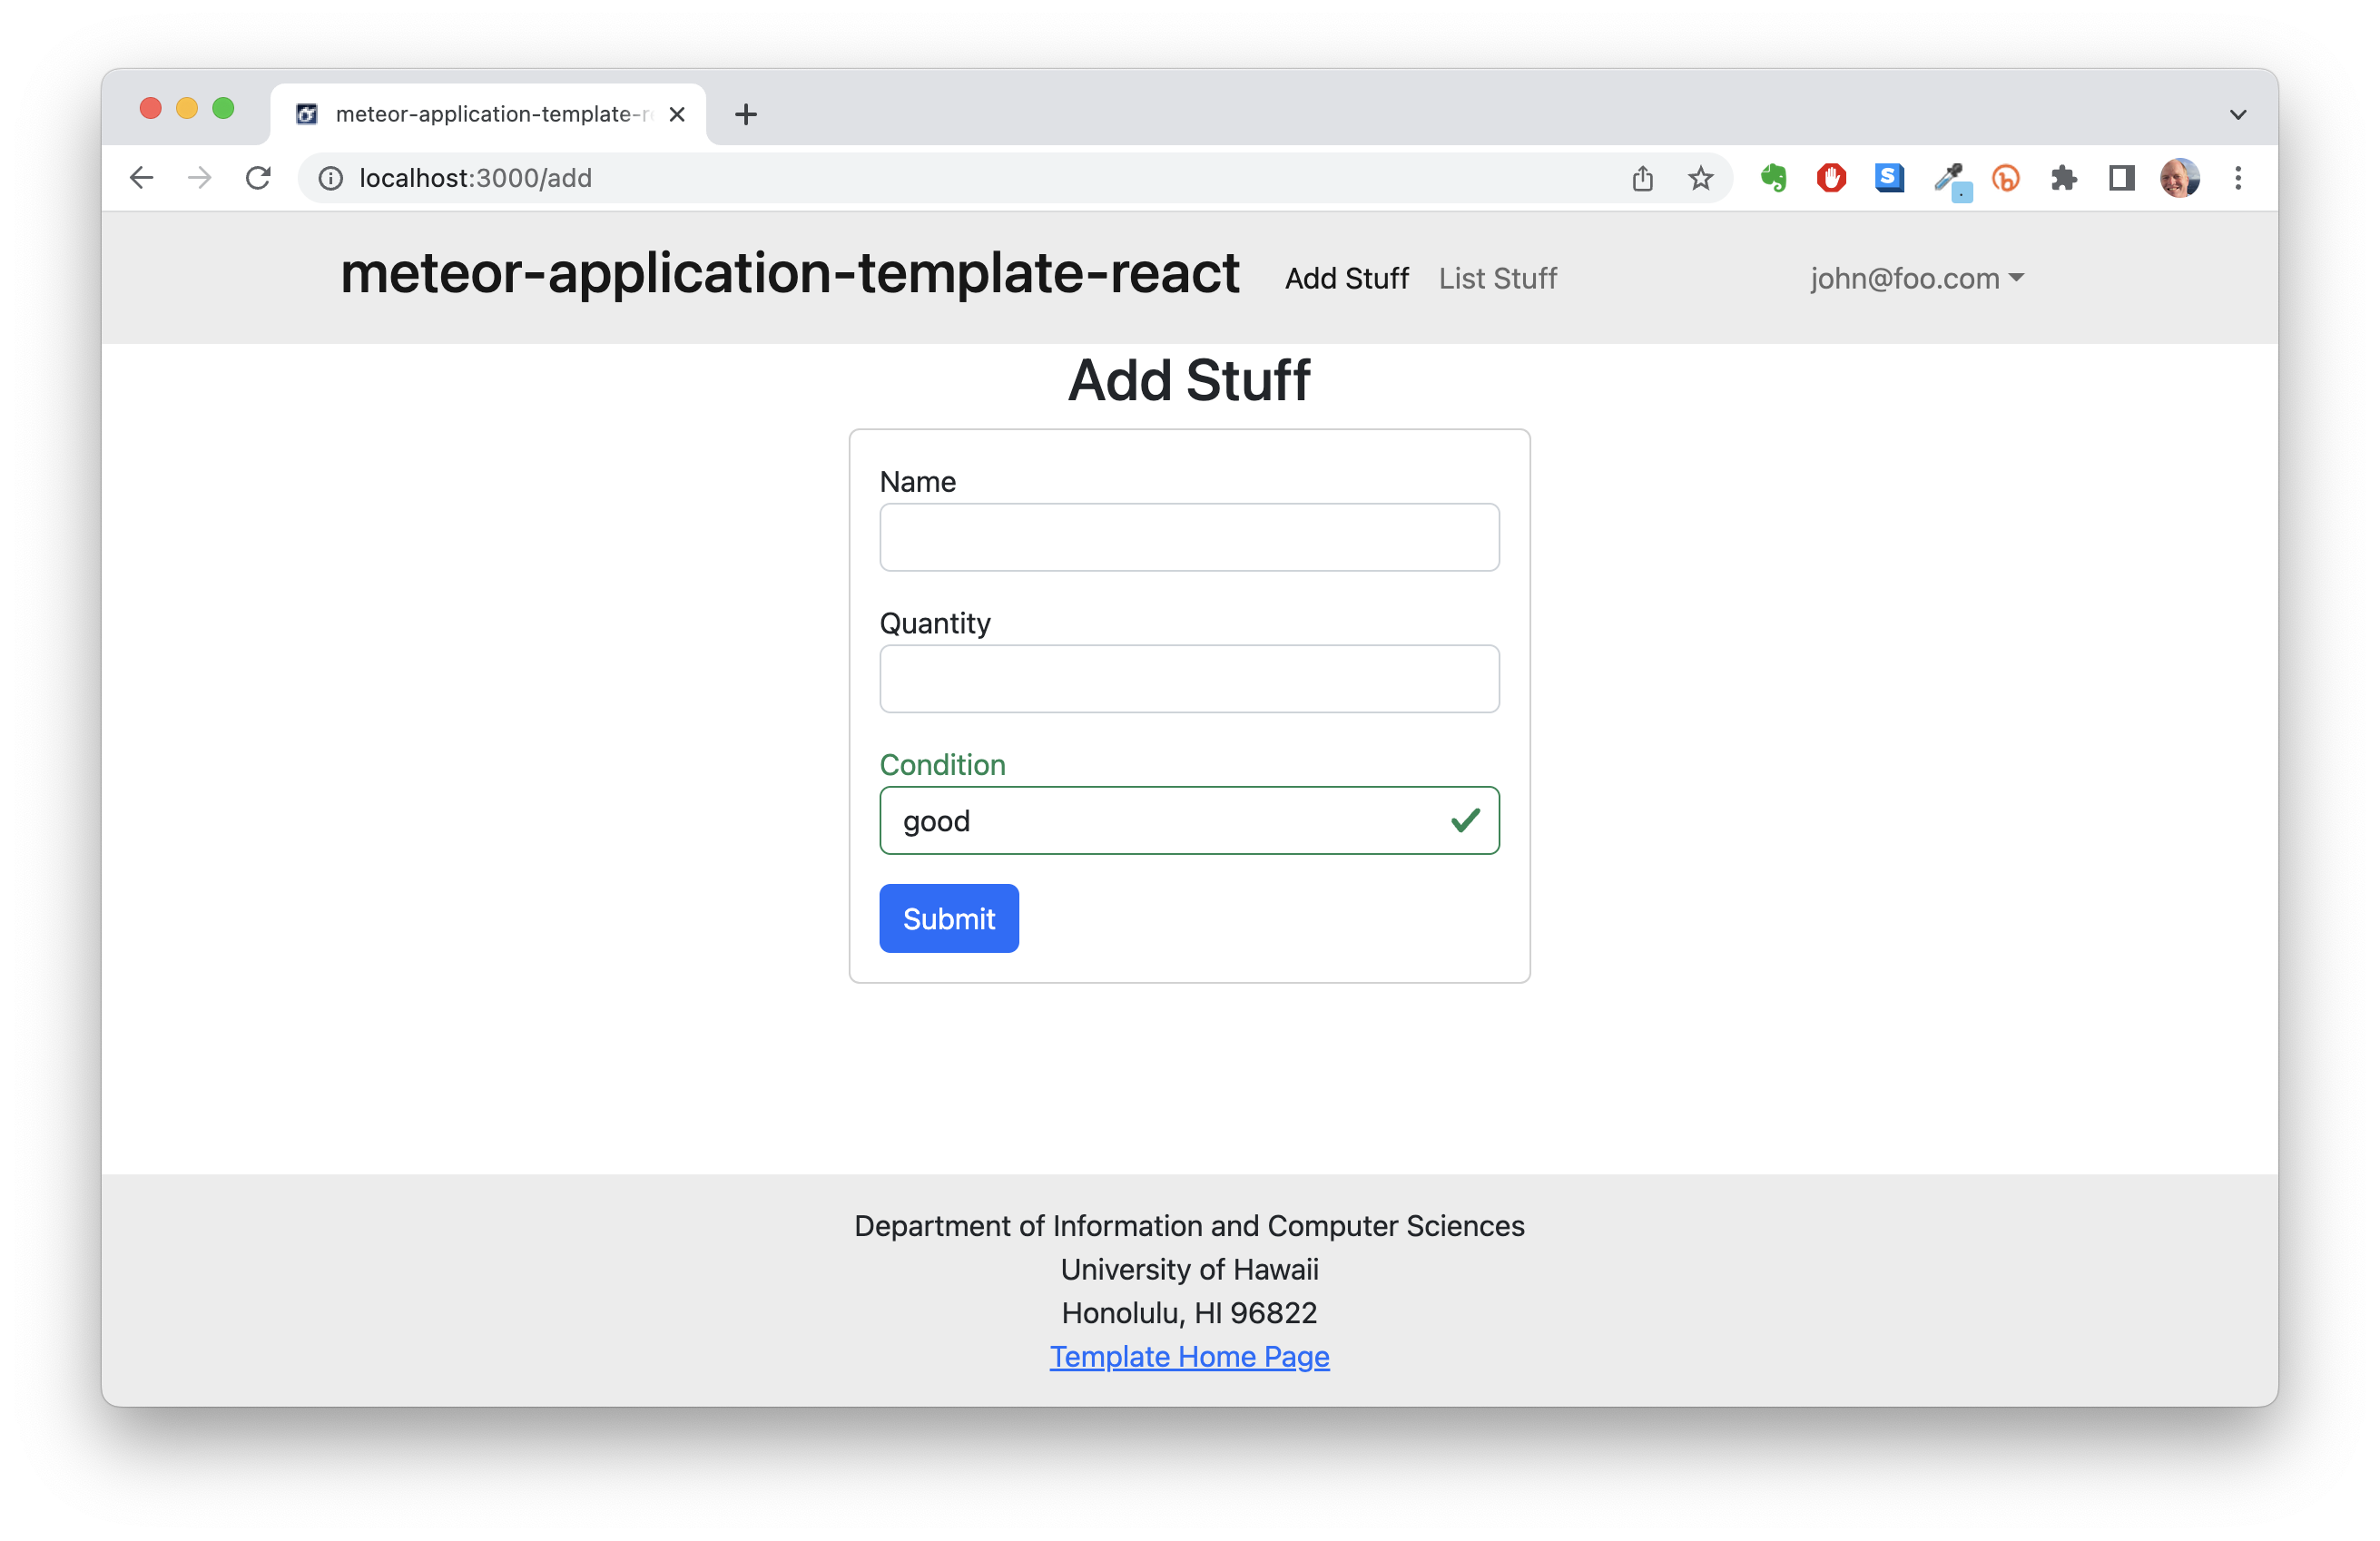 meteor-application-template-r
localhost:3000/add
meteor-application-template-react Add Stuff List Stuff john@foo.com
Add Stuff
Name
Quantity
Condition
good
Submit
Department of Information and Computer Sciences
University of Hawaii
Honolulu, HI 96822
Template Home Page